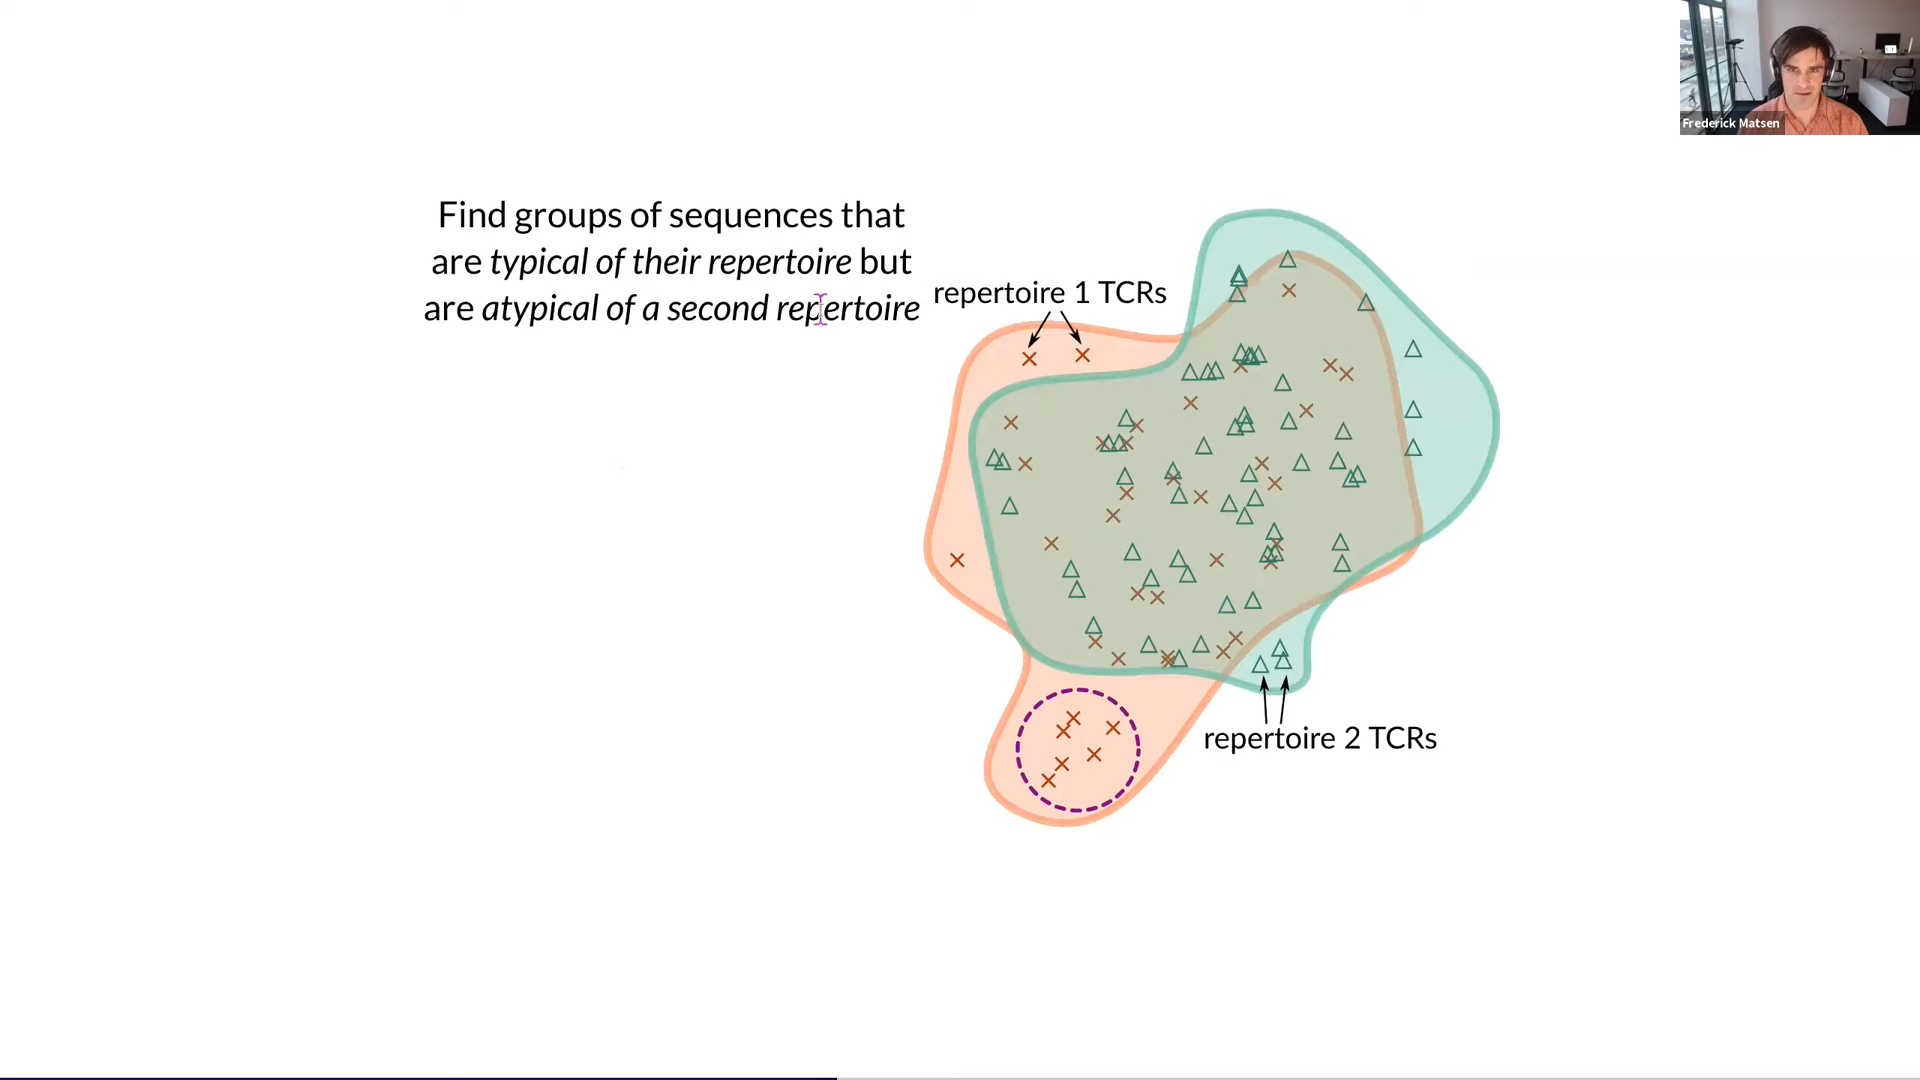 Frederick Matsen
Find groups of sequences that
are typical of their repertoire but
are atypical of a second repertoire
repertoire 1 TCRs
repertoire 2 TCRs